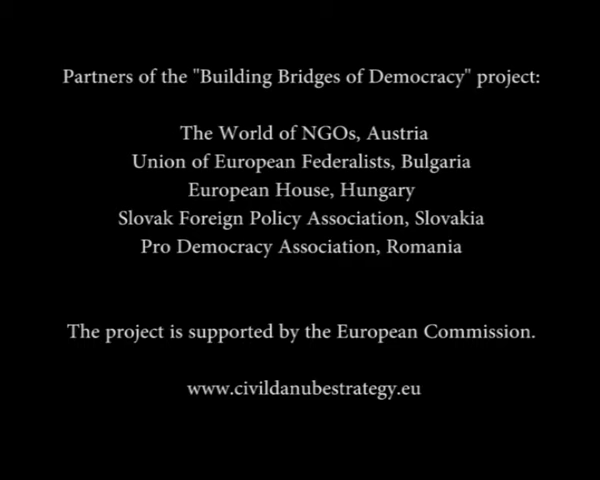 Partners of the "Building Bridges of Democracy" project:
The World of NGOs, Austria
Union of European Federalists, Bulgaria
European House, Hungary
Slovak Foreign Policy Association, Slovakia
Pro Democracy Association, Romania
The project is supported by the European Commission.
www.civildanubestrategy.eu